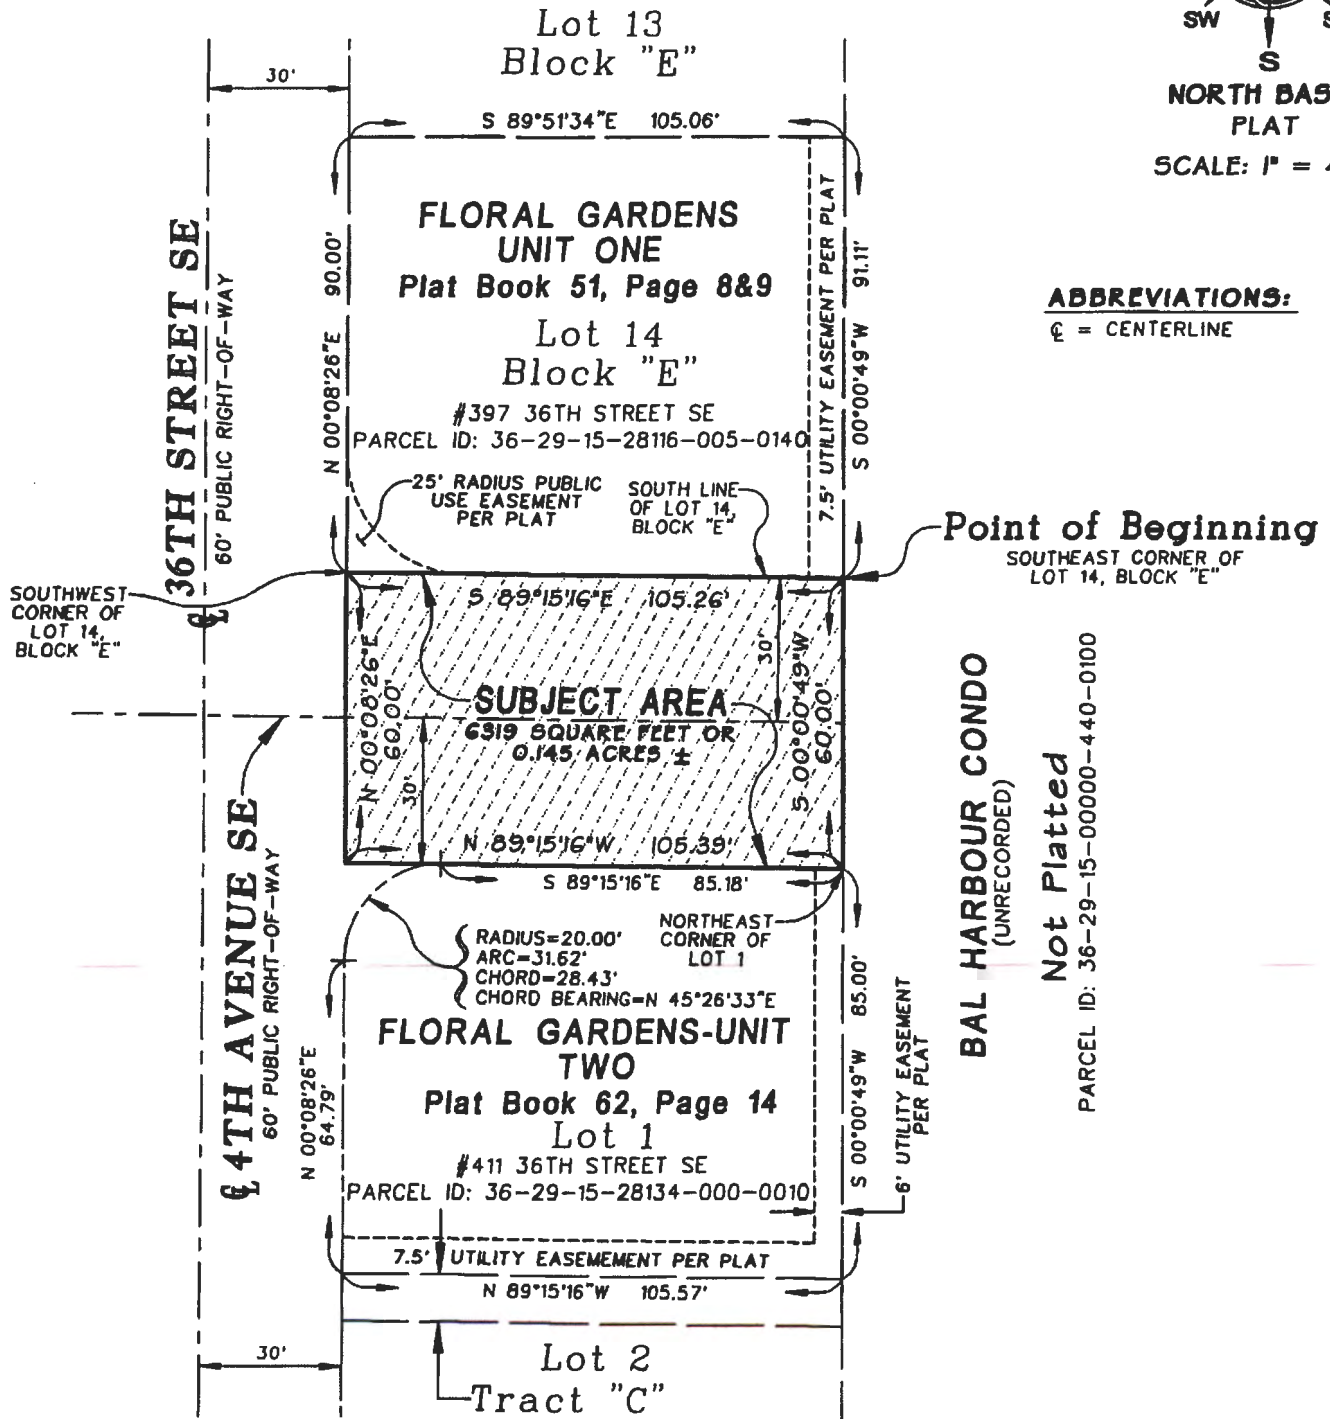 Lot 13
Block "E"
SW
S
NORTH BAS
PLAT
SCALE: 1" =
30'
S 89°51'34"E 105.06'
FLORAL GARDENS
UNIT ONE
Plat Book 51, Page 8&9
Lot 14
Block "E"
#397 36TH STREET SE
PARCEL ID: 36-29-15-28116-005-0140
N 00°08'26"E 90.00'
7.5' UTILITY EASEMENT PER PLAT
S 00°00'49"W 91.11'
ABBREVIATIONS:
℄ = CENTERLINE
℄ 36TH STREET SE
60' PUBLIC RIGHT-OF-WAY
25' RADIUS PUBLIC
USE EASEMENT
PER PLAT
SOUTH LINE
OF LOT 14,
BLOCK "E"
Point of Beginning
SOUTHEAST CORNER OF
LOT 14, BLOCK "E"
SOUTHWEST
CORNER OF
LOT 14,
BLOCK "E"
S 89°15'16"E 105.26'
N 00°08'26"E
60.00'
30'
S 00°00'49"W
60.00'
SUBJECT AREA
6319 SQUARE FEET OR
0.145 ACRES ±
30'
N 89°15'16"W 105.39'
S 89°15'16"E 85.18'
℄ 4TH AVENUE SE
60' PUBLIC RIGHT-OF-WAY
RADIUS=20.00'
ARC=31.62'
CHORD=28.43'
CHORD BEARING=N 45°26'33"E
NORTHEAST
CORNER OF
LOT 1
BAL HARBOUR CONDO
(UNRECORDED)
Not Platted
PARCEL ID: 36-29-15-00000-440-0100
FLORAL GARDENS-UNIT
TWO
Plat Book 62, Page 14
Lot 1
#411 36TH STREET SE
PARCEL ID: 36-29-15-28134-000-0010
N 00°08'26"E
64.79'
S 00°00'49"W 85.00'
6' UTILITY EASEMENT
PER PLAT
7.5' UTILITY EASEMEMENT PER PLAT
N 89°15'16"W 105.57'
30'
Lot 2
Tract "C"